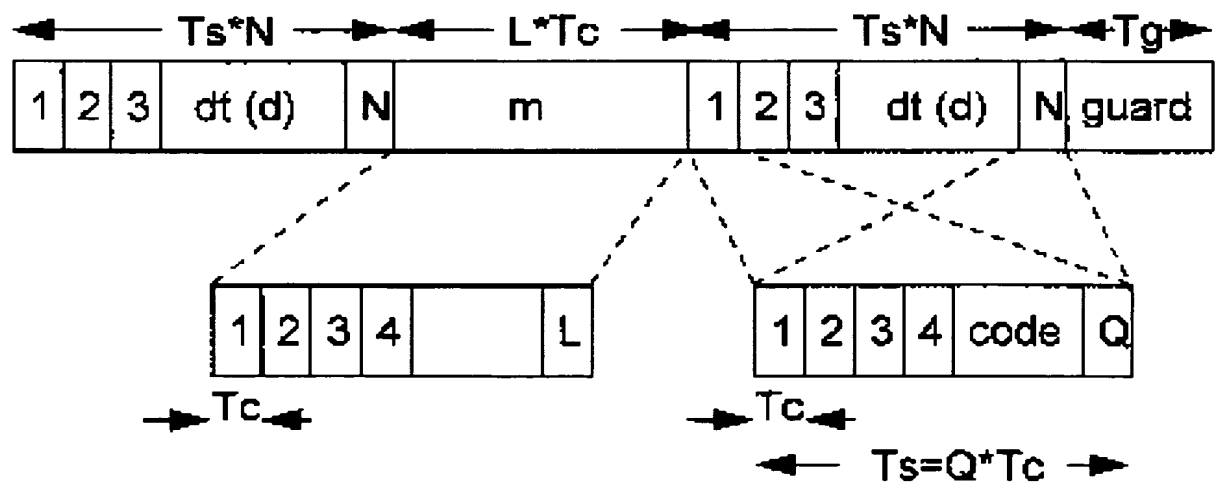 Ts*N L*Tc Ts*N Tg
1 2 3 dt (d) N m 1 2 3 dt (d) N guard
1 2 3 4 L 1 2 3 4 code Q
Tc Tc
Ts=Q*Tc